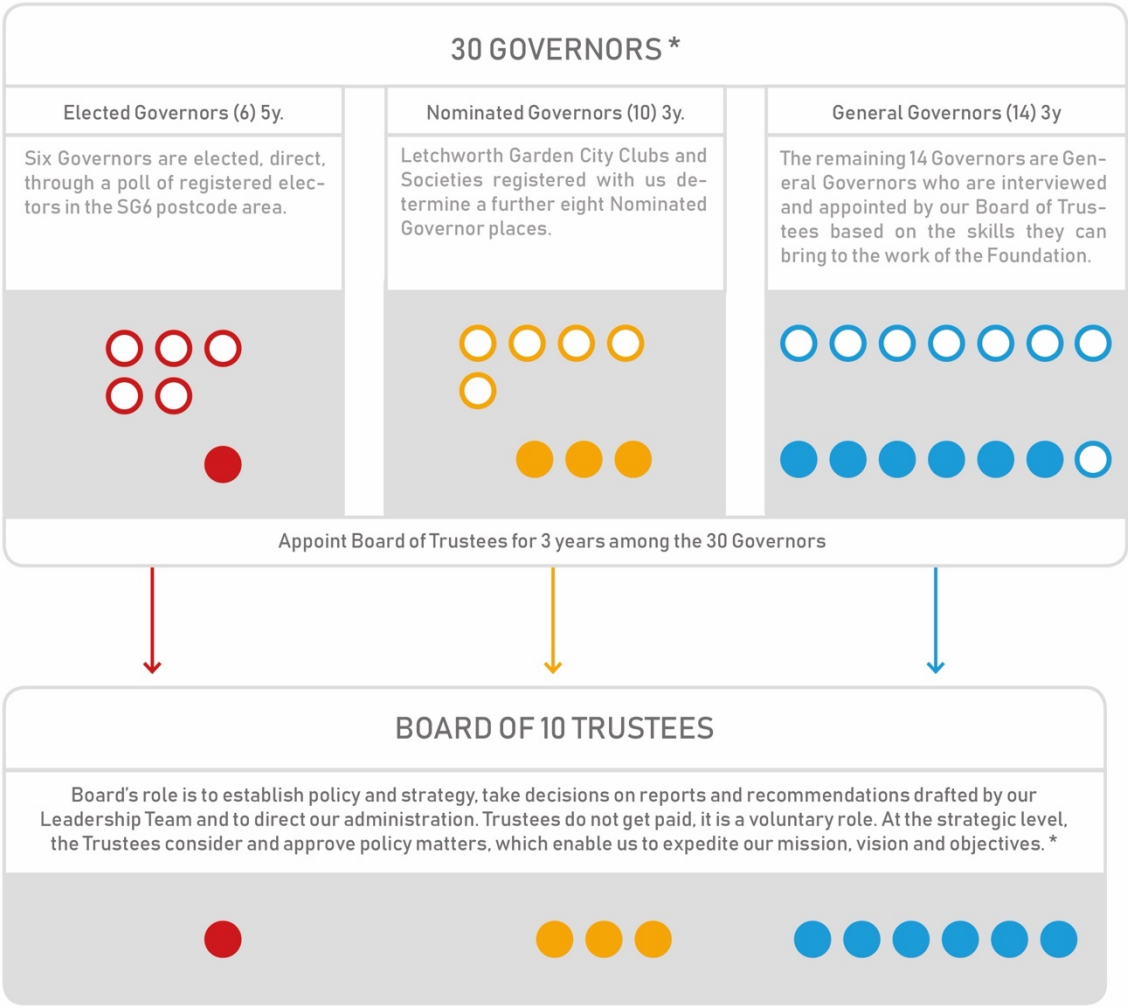 30 GOVERNORS *
Elected Governors (6) 5y.
Six Governors are elected, direct,
through a poll of registered elec-
tors in the SG6 postcode area.
Nominated Governors (10) 3y.
Letchworth Garden City Clubs and
Societies registered with us de-
termine a further eight Nominated
Governor places.
General Governors (14) 3y
The remaining 14 Governors are Gen-
eral Governors who are interviewed
and appointed by our Board of Trus-
tees based on the skills they can
bring to the work of the Foundation.
Appoint Board of Trustees for 3 years among the 30 Governors
BOARD OF 10 TRUSTEES
Board's role is to establish policy and strategy, take decisions on reports and recommendations drafted by our
Leadership Team and to direct our administration. Trustees do not get paid, it is a voluntary role. At the strategic level,
the Trustees consider and approve policy matters, which enable us to expedite our mission, vision and objectives. *